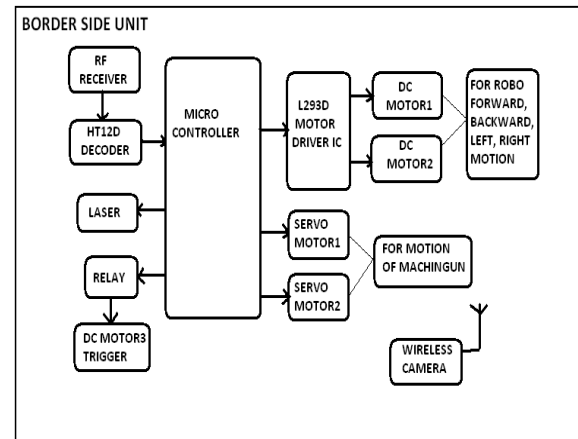 BORDER SIDE UNIT
RF
RECEIVER
HT12D
DECODER
LASER
RELAY
DC MOTOR3
TRIGGER
MICRO
CONTROLLER
L293D
MOTOR
DRIVER IC
DC
MOTOR1
DC
MOTOR2
FOR ROBO
FORWARD,
BACKWARD,
LEFT, RIGHT
MOTION
SERVO
MOTOR1
SERVO
MOTOR2
FOR MOTION
OF MACHINGUN
WIRELESS
CAMERA